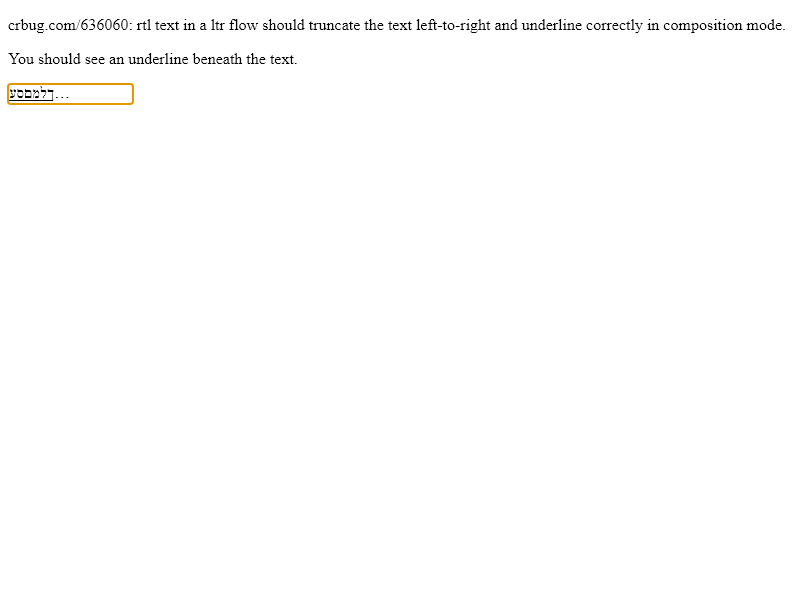 crbug.com/636060: rtl text in a ltr flow should truncate the text left-to-right and underline correctly in composition mode.
You should see an underline beneath the text.
ךלמםסע...